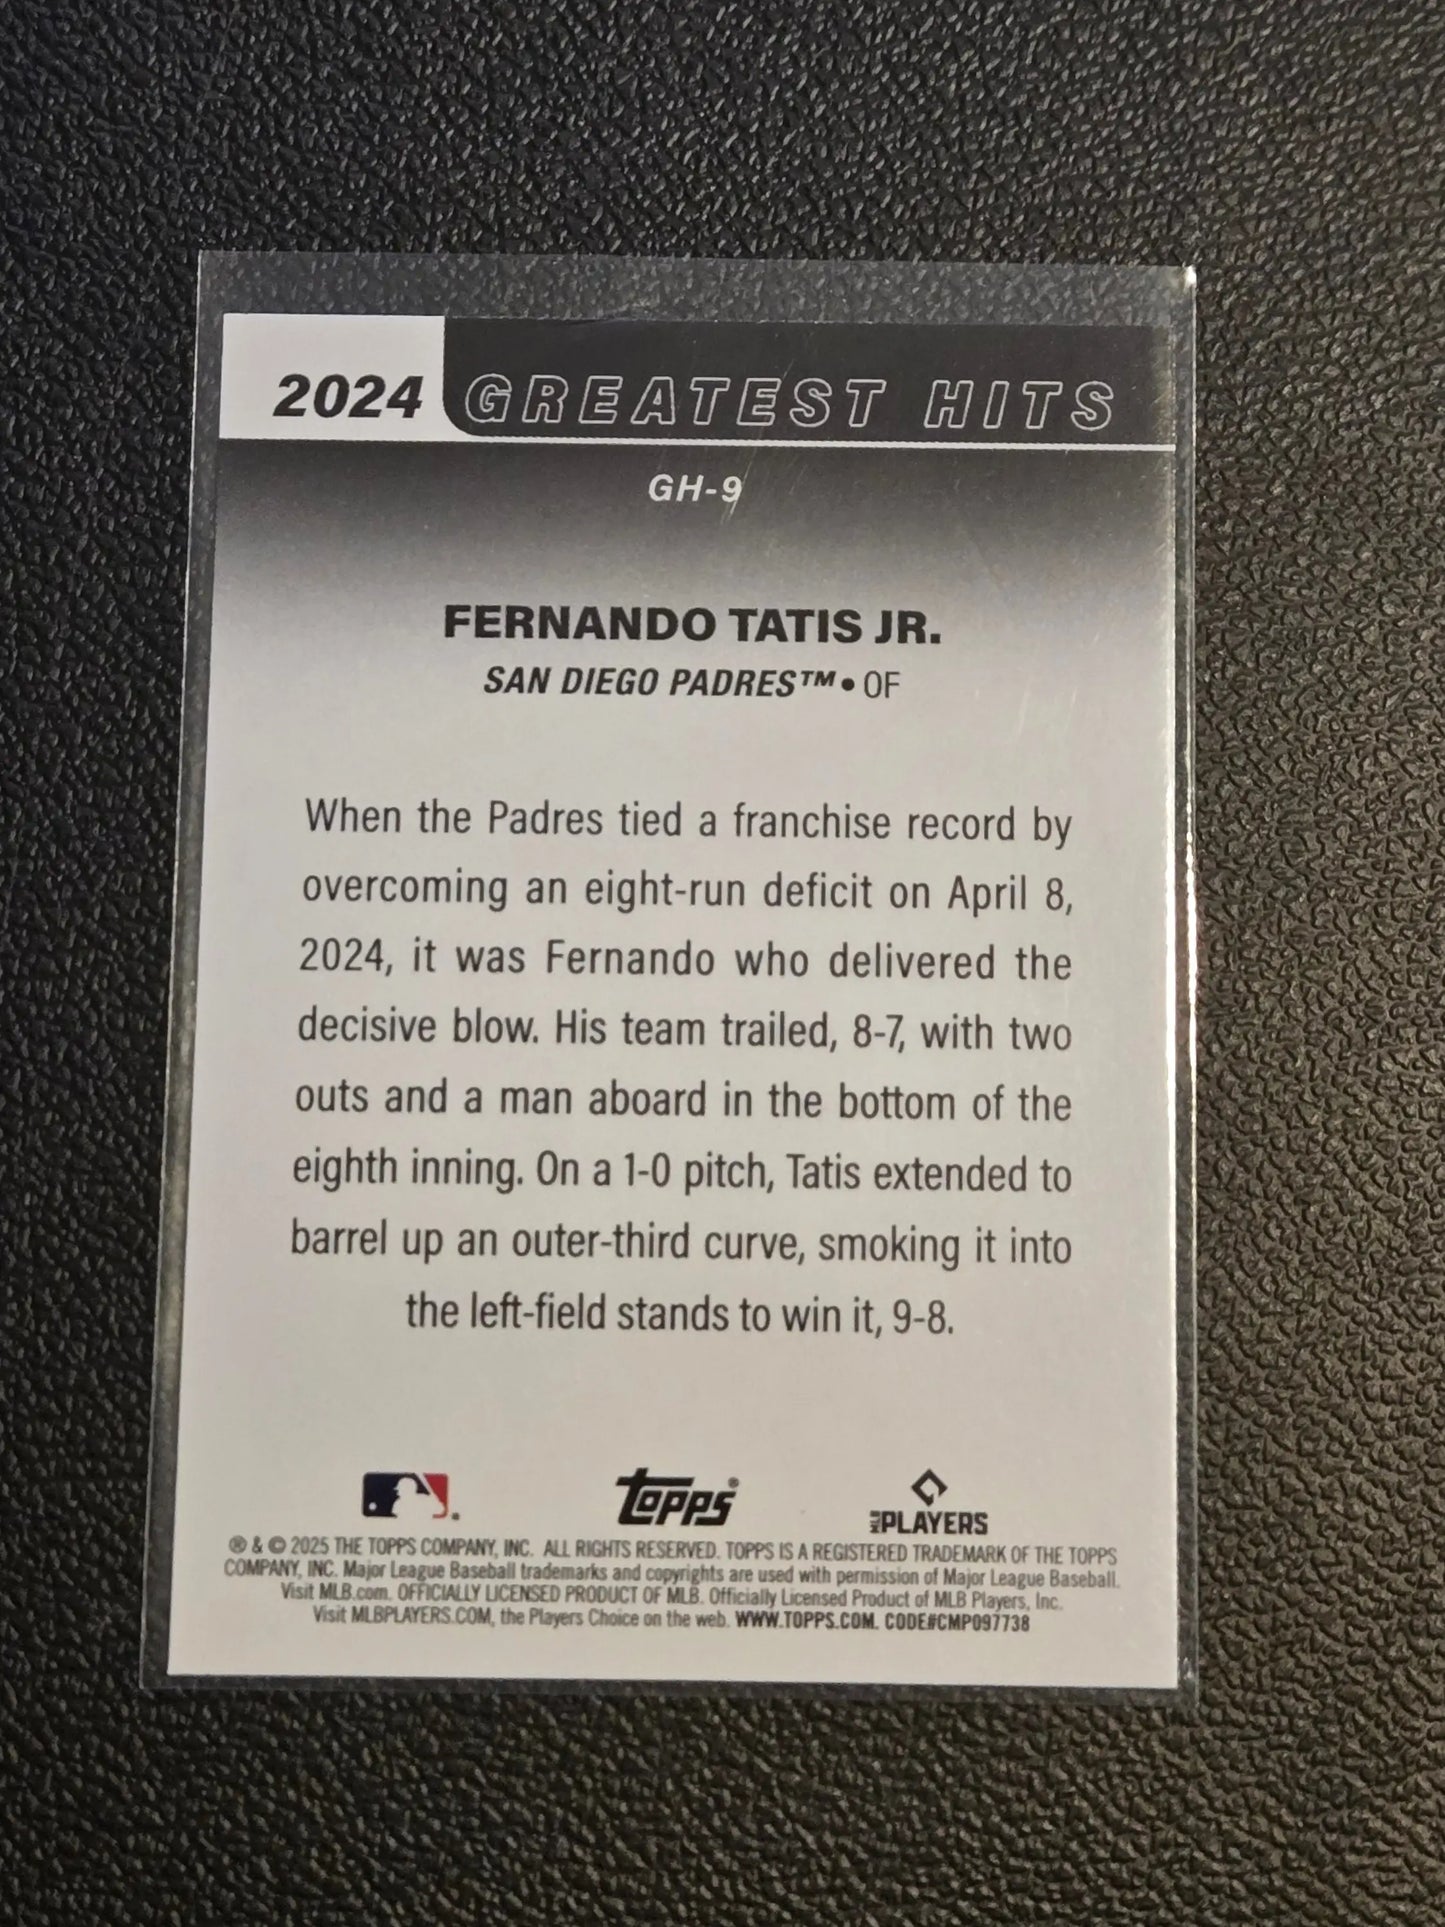 2024 GREATEST HITS
GH-9
FERNANDO TATIS JR.
SAN DIEGO PADRES™ • OF
When the Padres tied a franchise record by
overcoming an eight-run deficit on April 8,
2024, it was Fernando who delivered the
decisive blow. His team trailed, 8-7, with two
outs and a man aboard in the bottom of the
eighth inning. On a 1-0 pitch, Tatis extended to
barrel up an outer-third curve, smoking it into
the left-field stands to win it, 9-8.
topps® MLB PLAYERS
® & © 2025 THE TOPPS COMPANY, INC. ALL RIGHTS RESERVED. TOPPS IS A REGISTERED TRADEMARK OF THE TOPPS
COMPANY, INC. Major League Baseball trademarks and copyrights are used with permission of Major League Baseball.
Visit MLB.com. OFFICIALLY LICENSED PRODUCT OF MLB. Officially Licensed Product of MLB Players, Inc.
Visit MLBPLAYERS.COM, the Players Choice on the web. WWW.TOPPS.COM. CODE#CMP097738